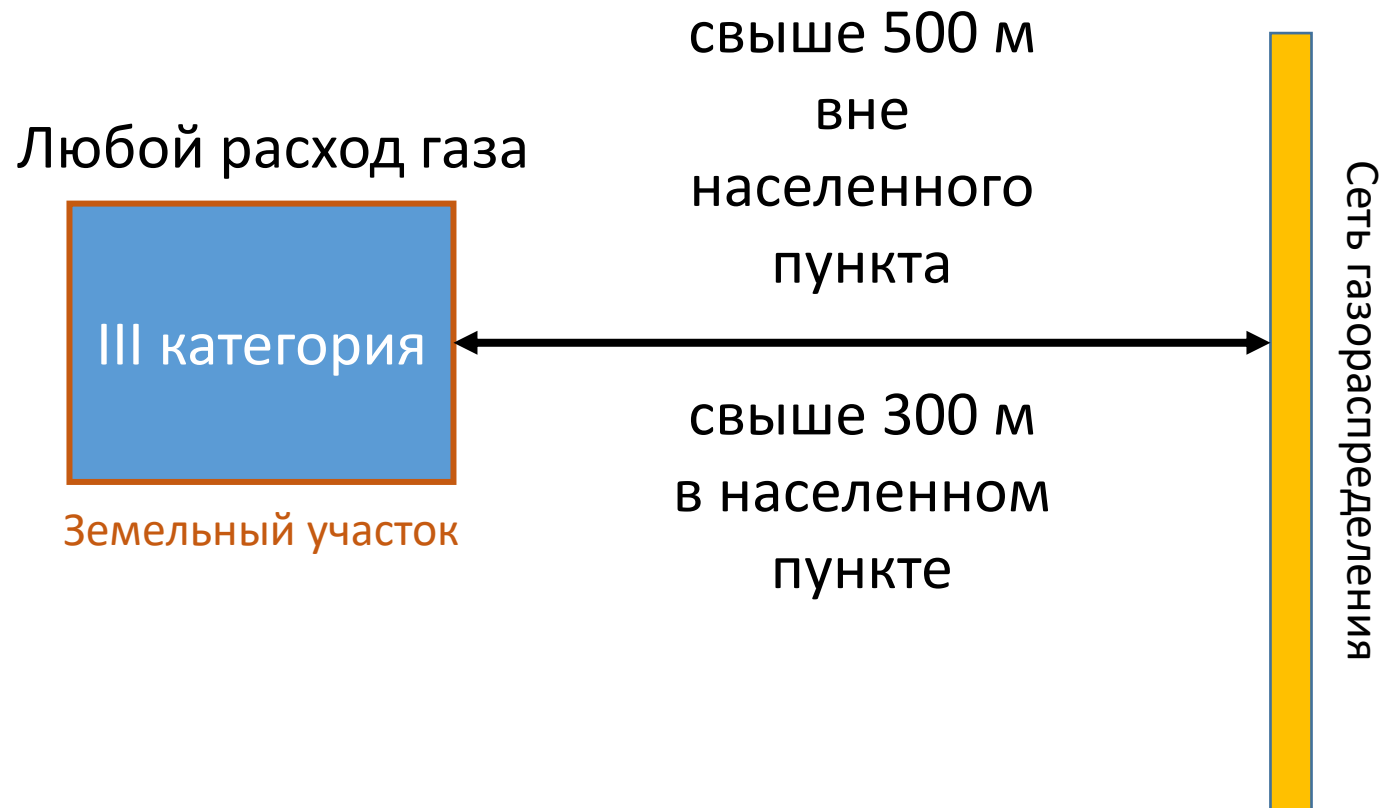 свыше 500 м
вне
населенного
пункта
Любой расход газа
III категория
Земельный участок
свыше 300 м
в населенном
пункте
Сеть газораспределения